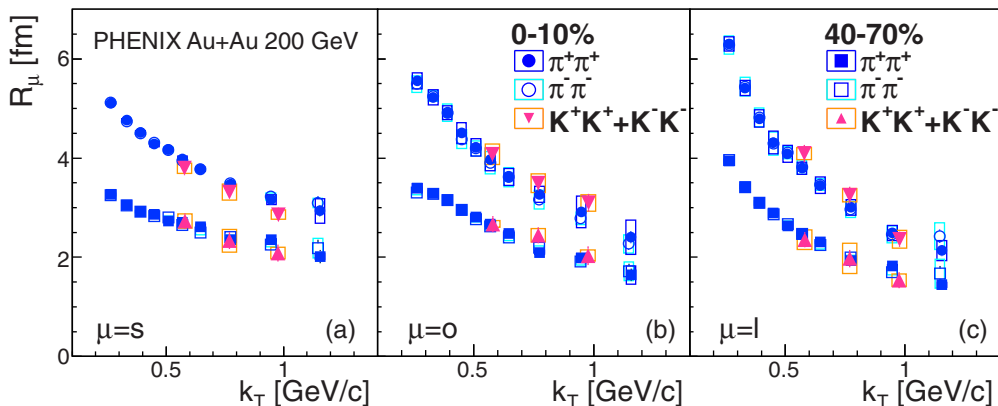 PHENIX Au+Au 200 GeV
0-10%
π⁺π⁺
π⁻π⁻
K⁺K⁺+K⁻K⁻
40-70%
π⁺π⁺
π⁻π⁻
K⁺K⁺+K⁻K⁻
R_μ [fm]
6
4
2
0
μ=s
(a)
μ=o
(b)
μ=l
(c)
0.5
1
0.5
1
0.5
1
k_T [GeV/c]
k_T [GeV/c]
k_T [GeV/c]